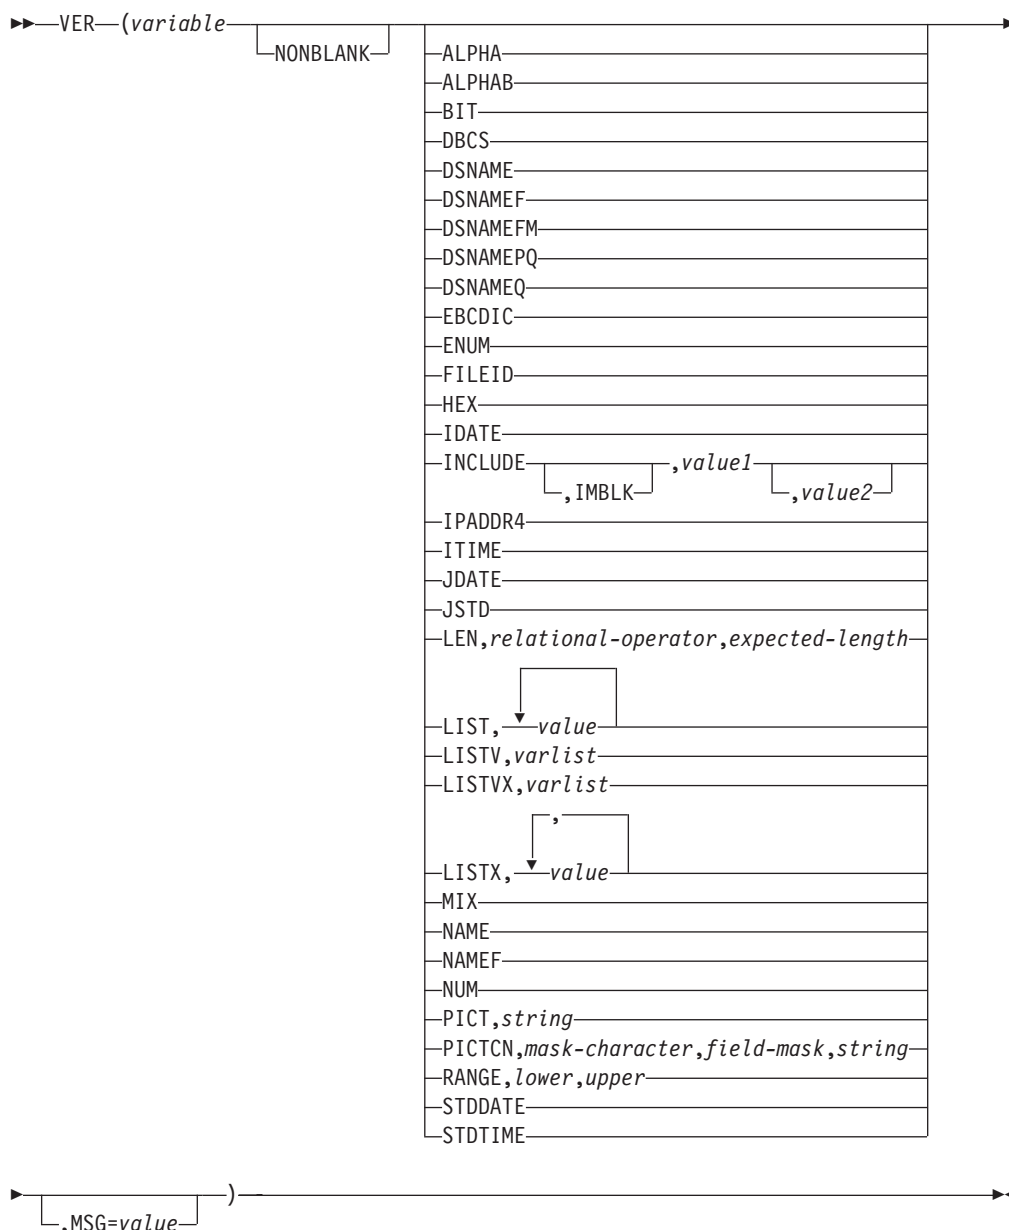 VER (variable
NONBLANK
ALPHA
ALPHAB
BIT
DBCS
DSNAME
DSNAMEF
DSNAMEFM
DSNAMEPQ
DSNAMEQ
EBCDIC
ENUM
FILEID
HEX
IDATE
INCLUDE ,value1
,IMBLK ,value2
IPADDR4
ITIME
JDATE
JSTD
LEN,relational-operator,expected-length
LIST, value
LISTV,varlist
LISTVX,varlist
,
LISTX, value
MIX
NAME
NAMEF
NUM
PICT,string
PICTCN,mask-character,field-mask,string
RANGE,lower,upper
STDDATE
STDTIME
)
,MSG=value